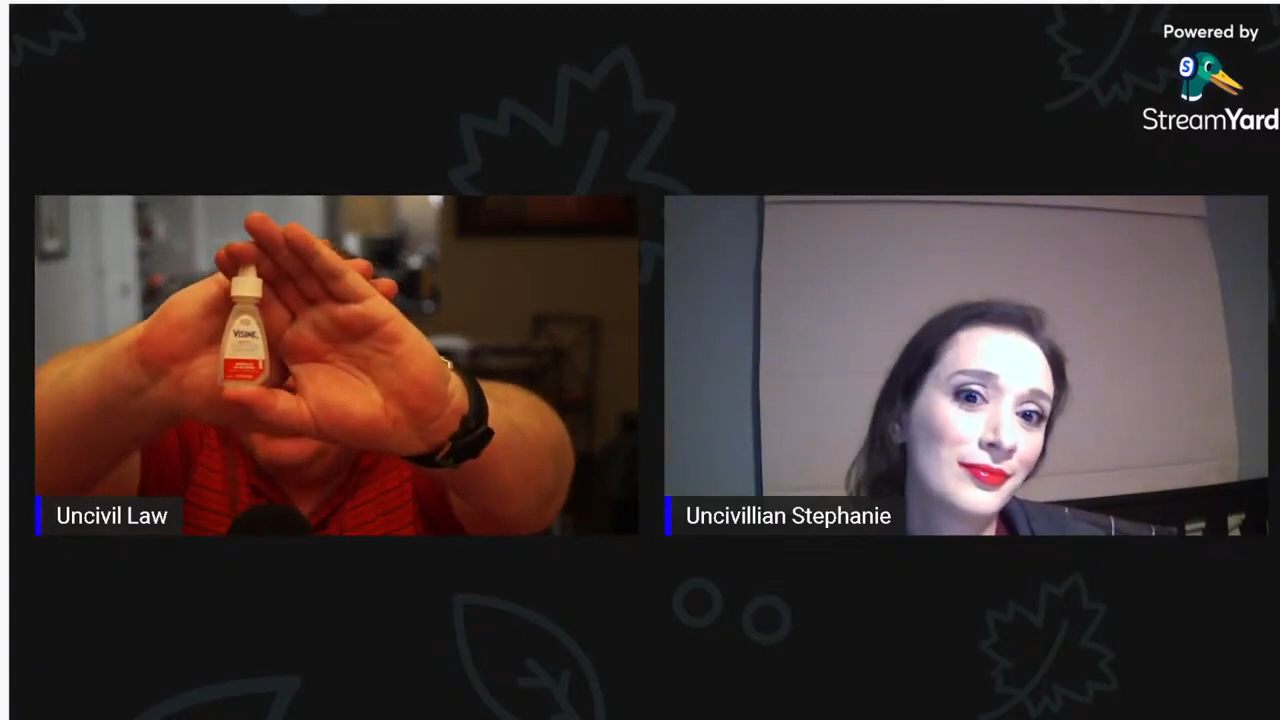 Powered by
S
StreamYard
VISINE
Uncivil Law
Uncivillian Stephanie